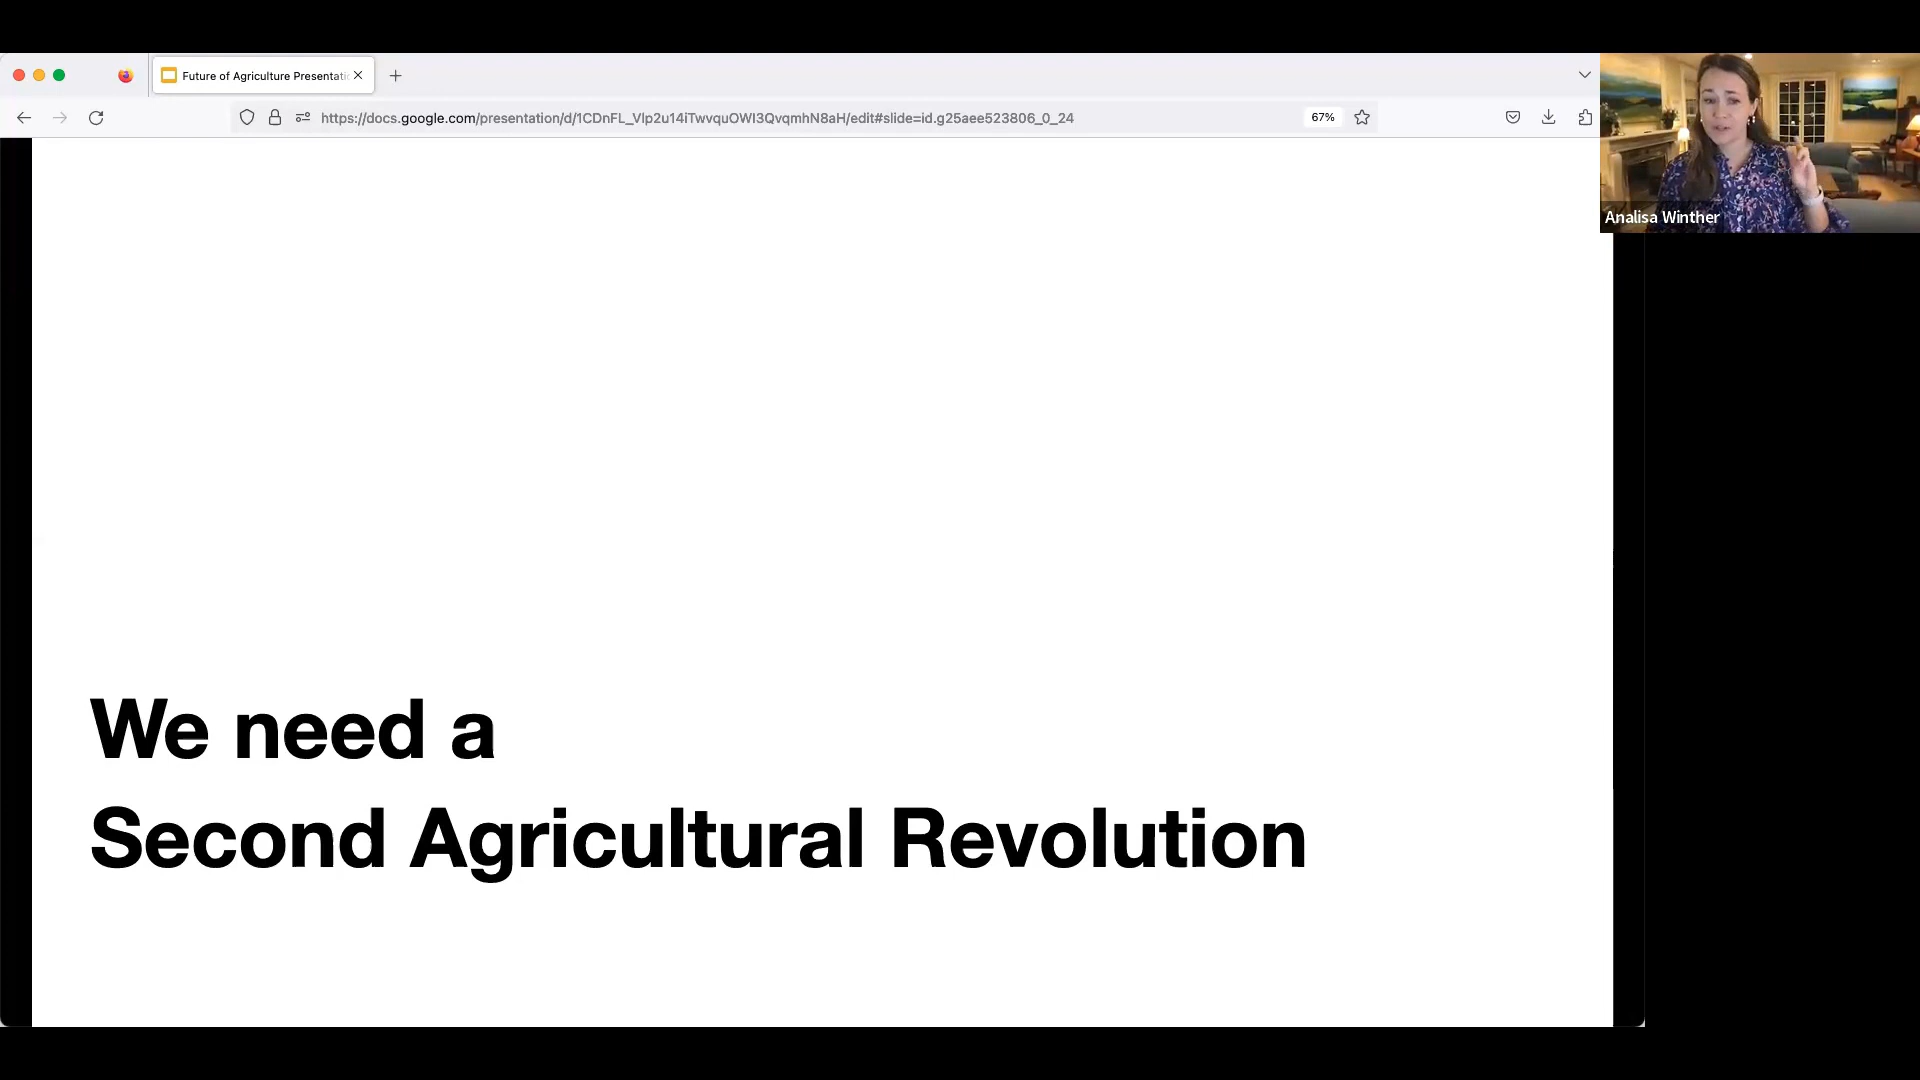 Future of Agriculture Presentati
https://docs.google.com/presentation/d/1CDnFL_VIp2u14iTwvquOWI3QvqmhN8aH/edit#slide=id.g25aee523806_0_24
67%
Analisa Winther
We need a
Second Agricultural Revolution